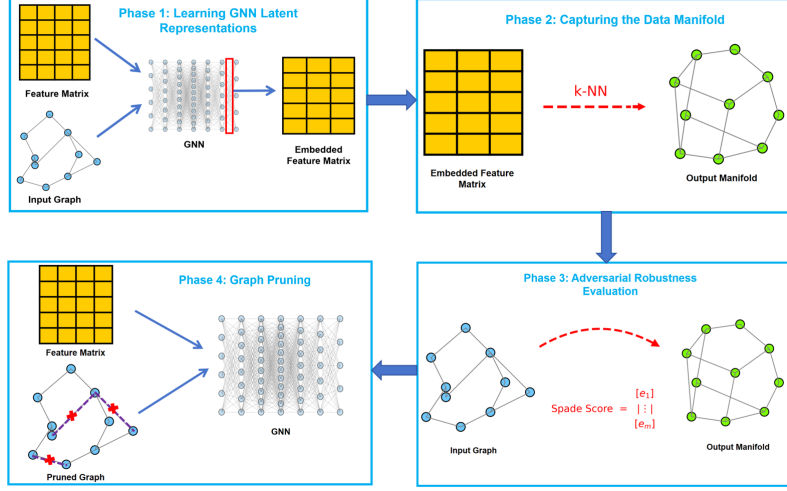 Phase 1: Learning GNN Latent
Representations
Feature Matrix
Input Graph
GNN
Embedded
Feature Matrix
Phase 2: Capturing the Data Manifold
k-NN
Embedded Feature
Matrix
Output Manifold
Phase 4: Graph Pruning
Feature Matrix
Pruned Graph
GNN
Phase 3: Adversarial Robustness
Evaluation
Input Graph
Spade Score =
[e₁]
|⋮|
[eₘ]
Output Manifold